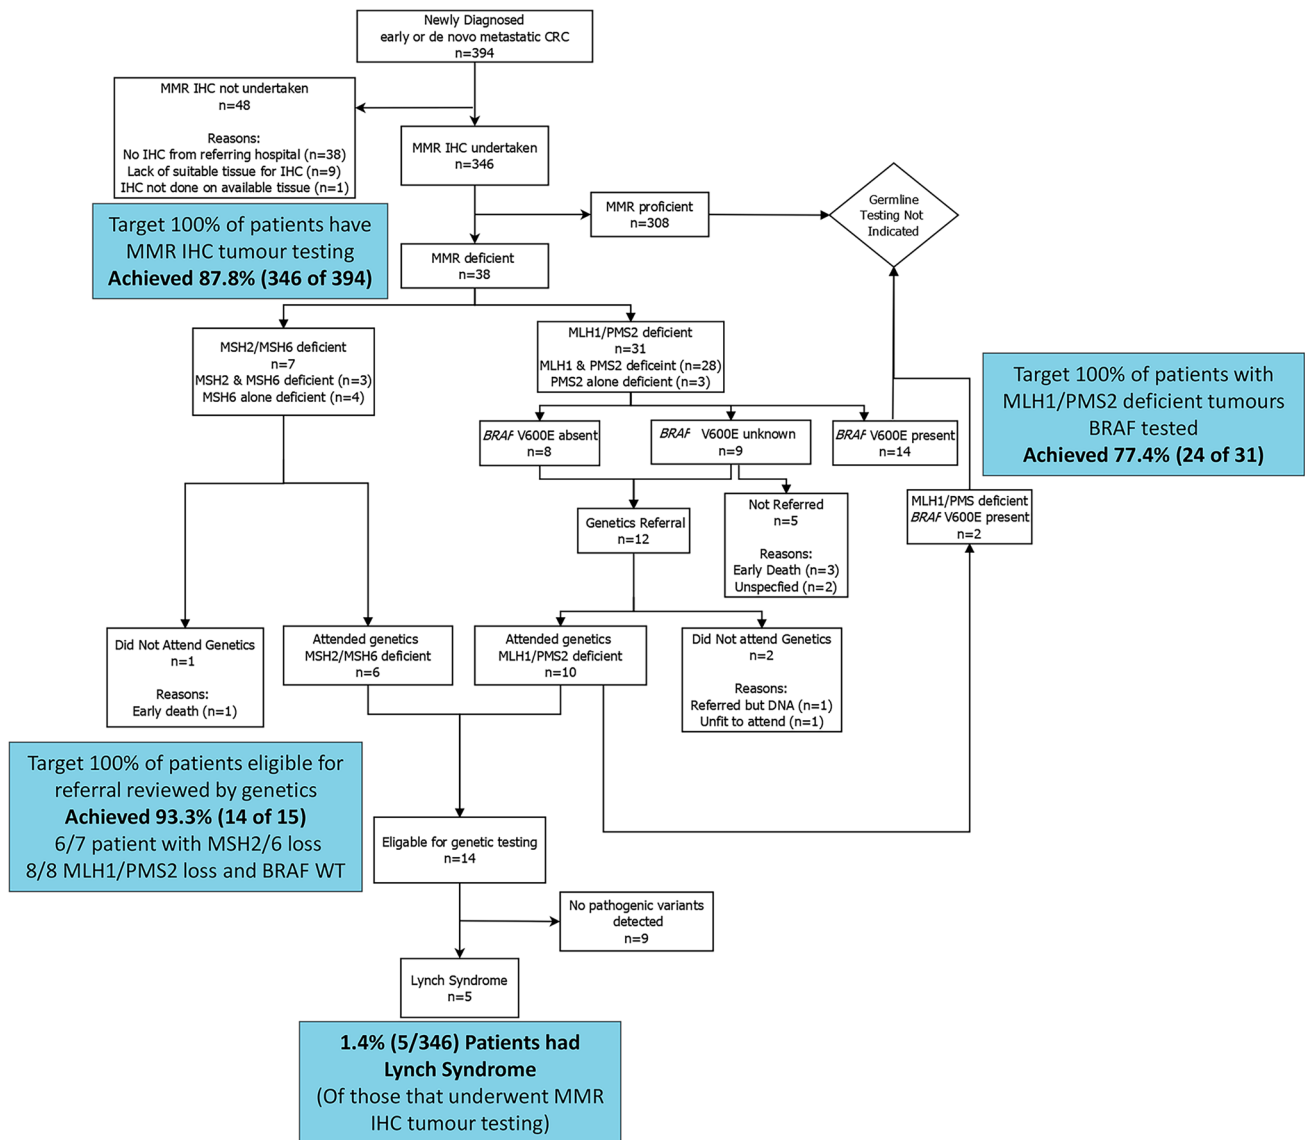 Newly Diagnosed
early or de novo metastatic CRC
n=394
MMR IHC not undertaken
n=48
Reasons:
No IHC from referring hospital (n=38)
Lack of suitable tissue for IHC (n=9)
IHC not done on available tissue (n=1)
MMR IHC undertaken
n=346
MMR proficient
n=308
Germline
Testing Not
Indicated
Target 100% of patients have
MMR IHC tumour testing
Achieved 87.8% (346 of 394)
MMR deficient
n=38
MSH2/MSH6 deficient
n=7
MSH2 & MSH6 deficient (n=3)
MSH6 alone deficient (n=4)
MLH1/PMS2 deficient
n=31
MLH1 & PMS2 deficeint (n=28)
PMS2 alone deficient (n=3)
Target 100% of patients with
MLH1/PMS2 deficient tumours
BRAF tested
Achieved 77.4% (24 of 31)
BRAF V600E absent
n=8
BRAF V600E unknown
n=9
BRAF V600E present
n=14
MLH1/PMS deficient
BRAF V600E present
n=2
Genetics Referral
n=12
Not Referred
n=5
Reasons:
Early Death (n=3)
Unspecfied (n=2)
Did Not Attend Genetics
n=1
Reasons:
Early death (n=1)
Attended genetics
MSH2/MSH6 deficient
n=6
Attended genetics
MLH1/PMS2 deficient
n=10
Did Not attend Genetics
n=2
Reasons:
Referred but DNA (n=1)
Unfit to attend (n=1)
Target 100% of patients eligible for
referral reviewed by genetics
Achieved 93.3% (14 of 15)
6/7 patient with MSH2/6 loss
8/8 MLH1/PMS2 loss and BRAF WT
Eligable for genetic testing
n=14
No pathogenic variants
detected
n=9
Lynch Syndrome
n=5
1.4% (5/346) Patients had
Lynch Syndrome
(Of those that underwent MMR
IHC tumour testing)